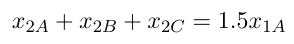 x_{2A} + x_{2B} + x_{2C} = 1.5x_{1A}